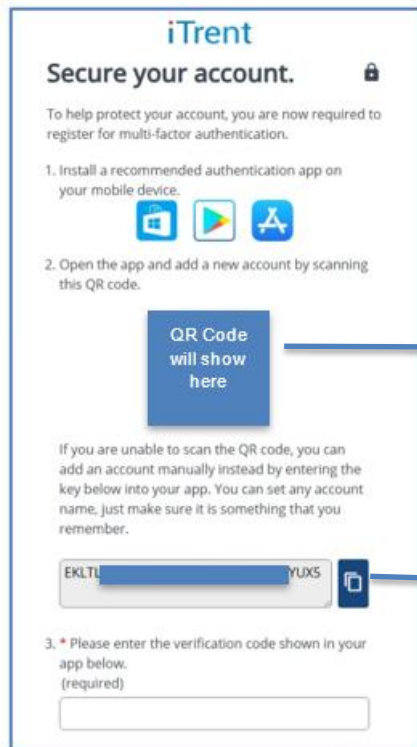 iTrent
Secure your account.
To help protect your account, you are now required to
register for multi-factor authentication.
1. Install a recommended authentication app on
your mobile device.
2. Open the app and add a new account by scanning
this QR code.
QR Code
will show
here
If you are unable to scan the QR code, you can
add an account manually instead by entering the
key below into your app. You can set any account
name, just make sure it is something that you
remember.
EKLTL YUX5
3. * Please enter the verification code shown in your
app below.
(required)